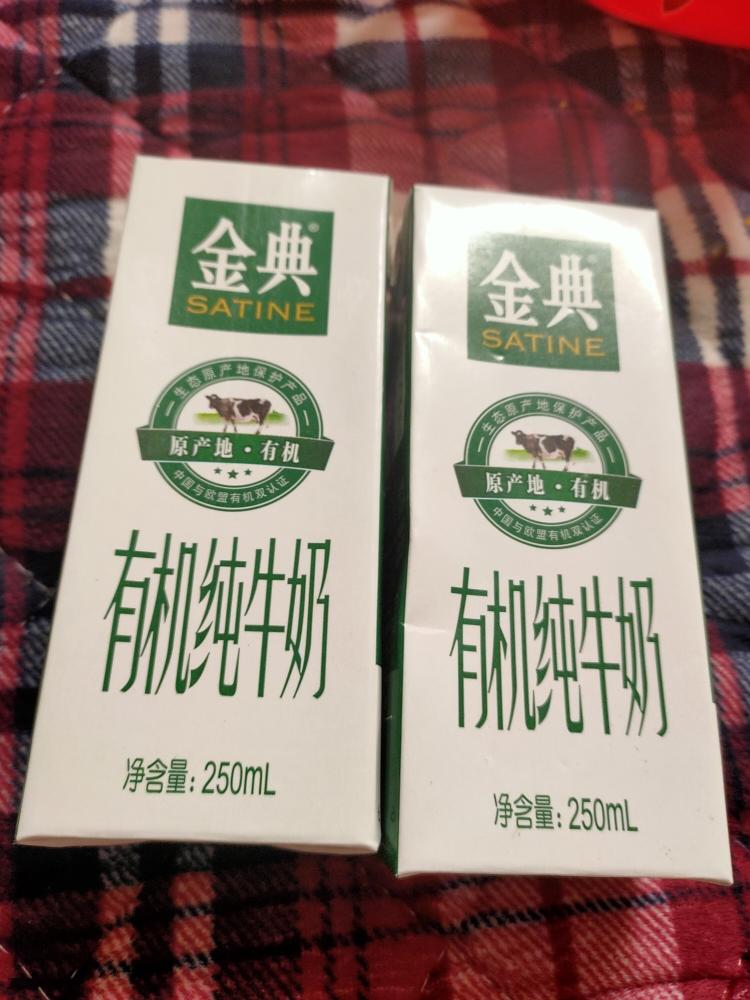 金典®
SATINE
生态原产地保护产品
原产地·有机
中国与欧盟有机双认证
有机纯牛奶
净含量:250mL
金典
SATINE
生态原产地保护产品
原产地·有机
中国与欧盟有机双认证
有机纯牛奶
净含量:250mL